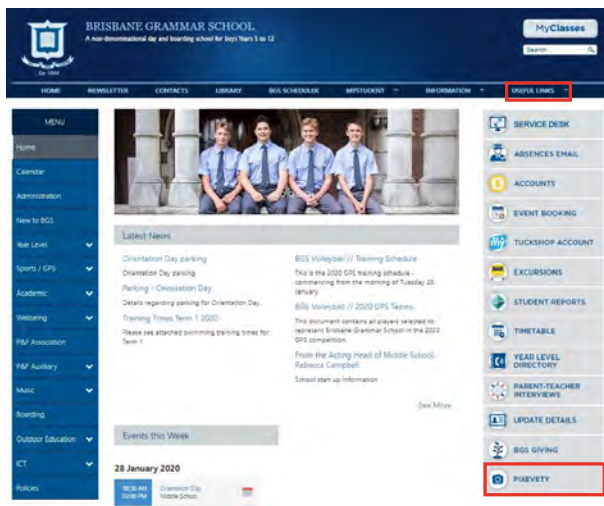 BRISBANE GRAMMAR SCHOOL
A non-denominational day and boarding school for boys Years 5 to 12
Est 1868
MyClasses
Search
HOME
NEWSLETTER
CONTACTS
LIBRARY
BGS SCHEDULER
MYSTUDENT
INFORMATION
USEFUL LINKS
MENU
Home
Calendar
Administration
New to BGS
Year Level
Sports / GPS
Academic
Wellbeing
P&F Association
P&F Auxiliary
Music
Boarding
Outdoor Education
ICT
Policies
Latest News
Orientation Day parking
Orientation Day parking.
Parking - Orientation Day
Details regarding parking for Orientation Day.
Training Times Term 1 2020
Please see attached swimming training times for
Term 1
BGS Volleyball // Training Schedule
This is the 2020 GPS training schedule -
commencing from the morning of Tuesday 28
January.
BGS Volleyball // 2020 GPS Teams
This document contains all players selected to
represent Brisbane Grammar School in the 2020
GPS competition.
From the Acting Head of Middle School,
Rebecca Campbell
School start up information
See More
Events this Week
28 January 2020
Orientation Day
03:00 PM
Middle School
SERVICE DESK
ABSENCES EMAIL
ACCOUNTS
EVENT BOOKING
my
TUCKSHOP ACCOUNT
EXCURSIONS
STUDENT REPORTS
TIMETABLE
YEAR LEVEL
DIRECTORY
PARENT-TEACHER
INTERVIEWS
UPDATE DETAILS
BGS GIVING
PIXEVETY